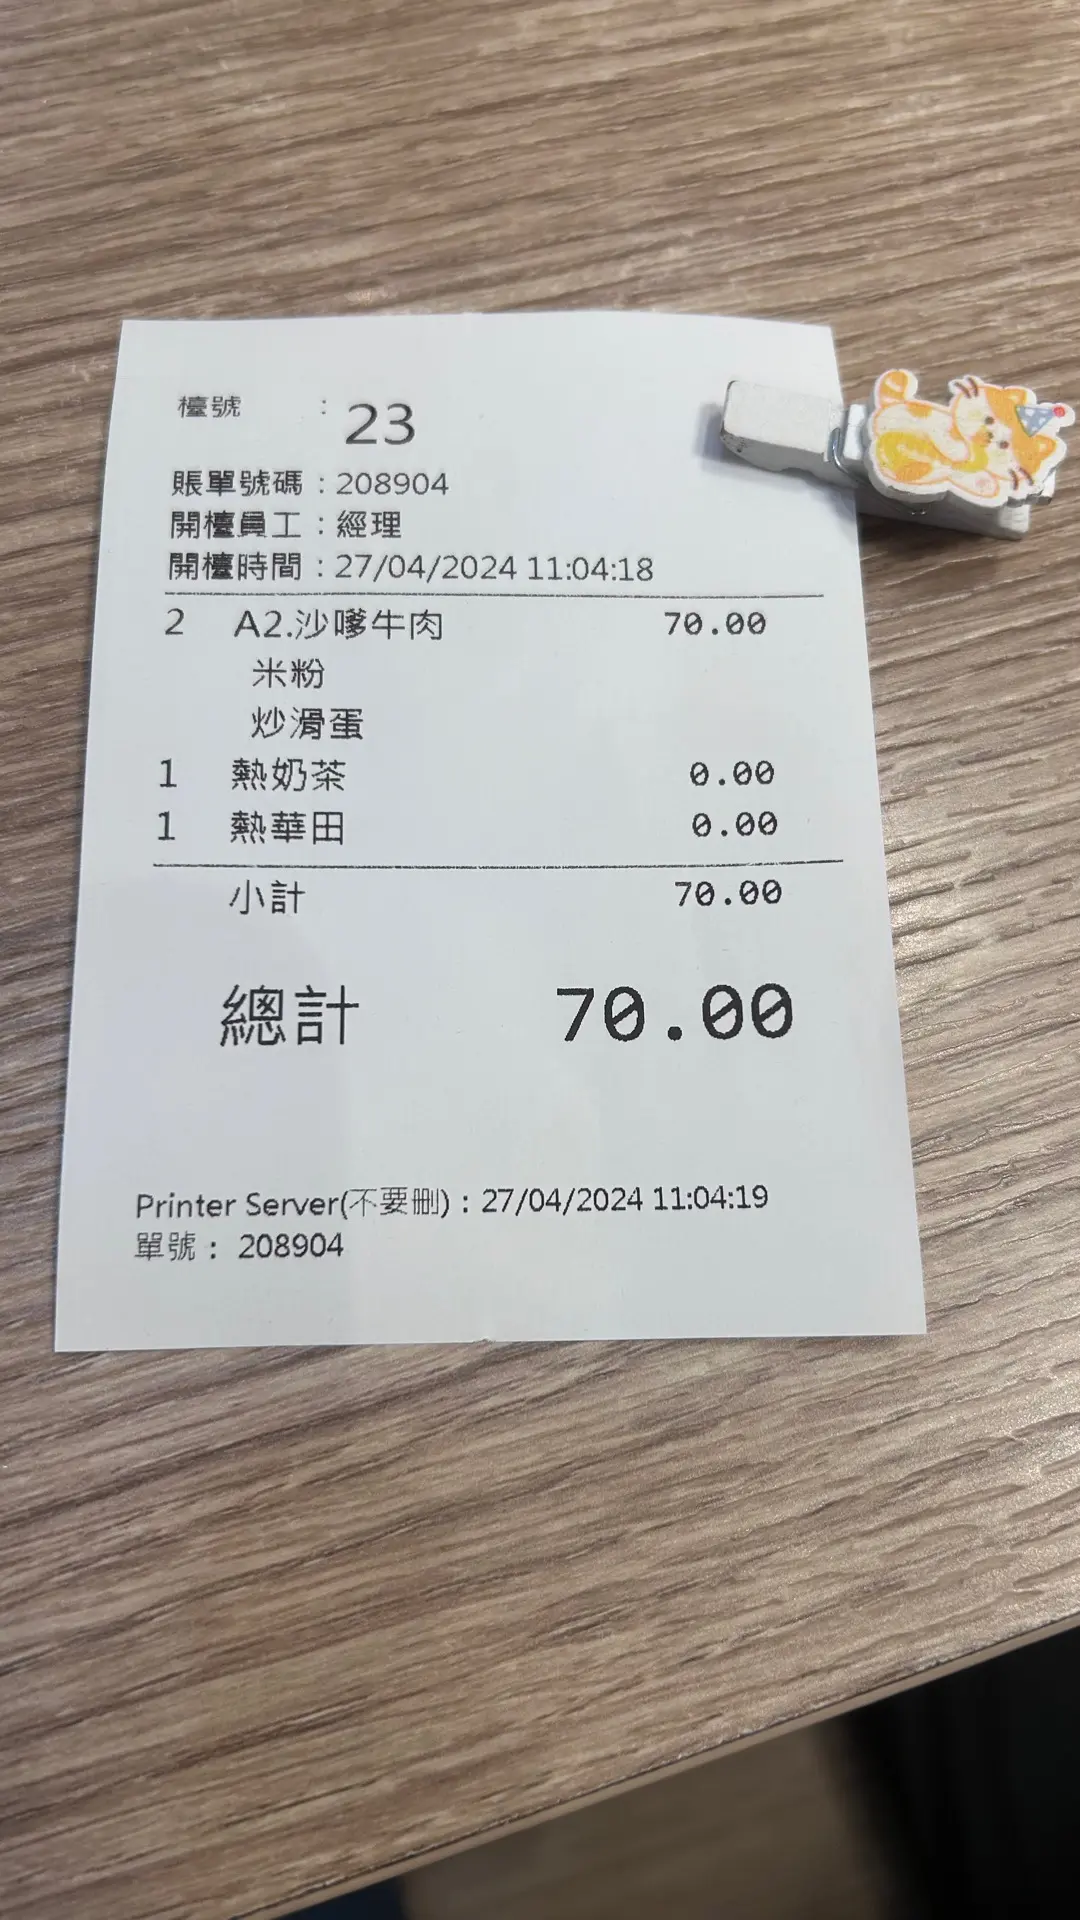 檯號 : 23
賬單號碼 : 208904
開檯員工 : 經理
開檯時間 : 27/04/2024 11:04:18
2 A2.沙嗲牛肉 70.00
米粉
炒滑蛋
1 熱奶茶 0.00
1 熱華田 0.00
小計 70.00
總計 70.00
Printer Server(不要刪) : 27/04/2024 11:04:19
單號 : 208904